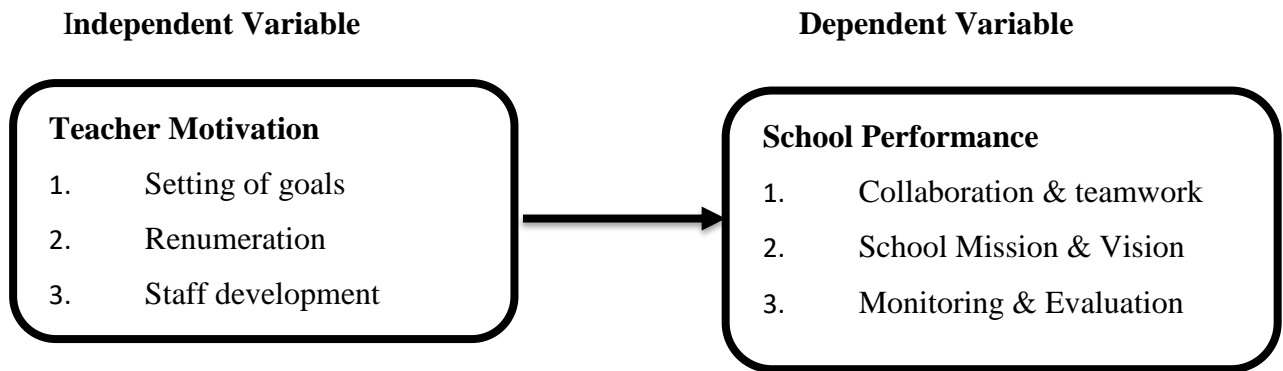 Independent Variable
Dependent Variable
Teacher Motivation
1. Setting of goals
2. Renumeration
3. Staff development
School Performance
1. Collaboration & teamwork
2. School Mission & Vision
3. Monitoring & Evaluation